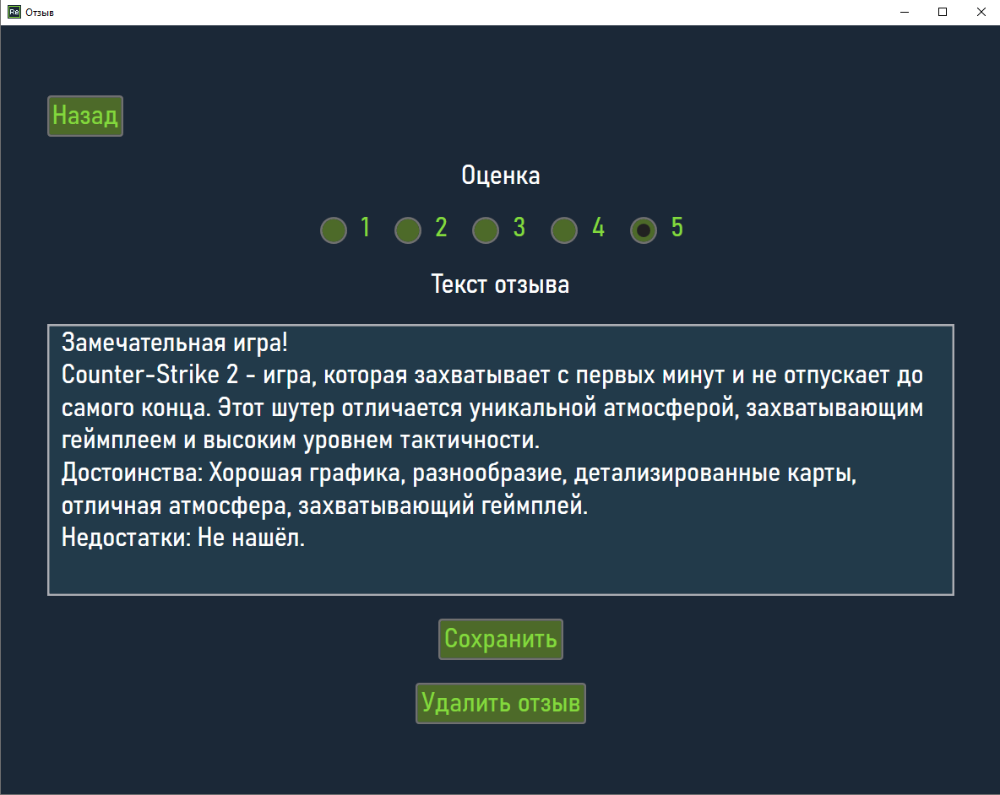 Re Отзыв
Назад
Оценка
1 2 3 4 5
Текст отзыва
Замечательная игра!
Counter-Strike 2 - игра, которая захватывает с первых минут и не отпускает до
самого конца. Этот шутер отличается уникальной атмосферой, захватывающим
геймплеем и высоким уровнем тактичности.
Достоинства: Хорошая графика, разнообразие, детализированные карты,
отличная атмосфера, захватывающий геймплей.
Недостатки: Не нашёл.
Сохранить
Удалить отзыв